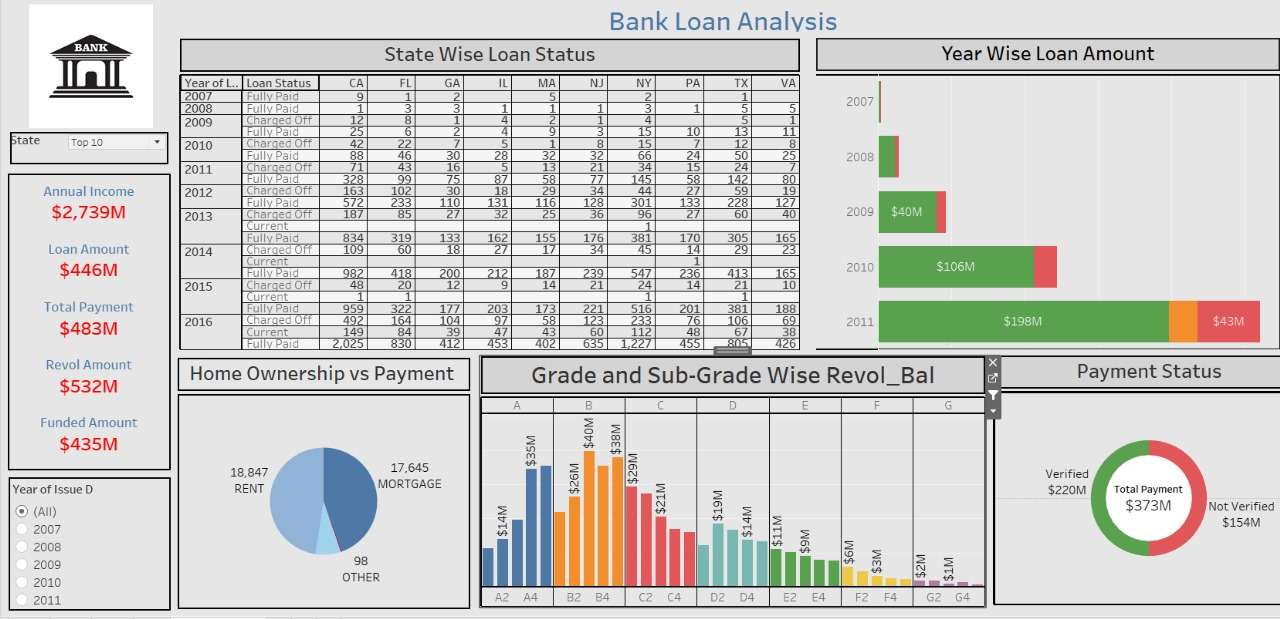 Bank Loan Analysis
BANK
State Top 10
Annual Income
$2,739M
Loan Amount
$446M
Total Payment
$483M
Revol Amount
$532M
Funded Amount
$435M
Year of Issue D
(All)
2007
2008
2009
2010
2011
State Wise Loan Status
Year of L.. Loan Status CA FL GA IL MA NJ NY PA TX VA
2007 Fully Paid 9 1 2 5 2 1
2008 Fully Paid 1 3 3 1 1 1 3 1 5 5
2009 Charged Off 12 8 1 4 2 1 4 5 1
Fully Paid 25 6 2 4 9 3 15 10 13 11
2010 Charged Off 42 22 7 5 1 8 15 7 12 8
Fully Paid 88 46 30 28 32 32 66 24 50 25
2011 Charged Off 71 43 16 5 13 21 34 15 24 7
Fully Paid 328 99 75 87 58 77 145 58 142 80
2012 Charged Off 163 102 30 18 29 34 44 27 59 19
Fully Paid 572 233 110 131 116 128 301 133 228 127
2013 Charged Off 187 85 27 32 25 36 96 27 60 40
Current 1
Fully Paid 834 319 133 162 155 176 381 170 305 165
2014 Charged Off 109 60 18 27 17 34 45 14 29 23
Current 1
Fully Paid 982 418 200 212 187 239 547 236 413 165
2015 Charged Off 48 20 12 9 14 21 24 14 21 10
Current 1 1 1 1
Fully Paid 959 322 177 203 173 221 516 201 381 188
2016 Charged Off 492 164 104 97 58 123 233 76 106 69
Current 149 84 39 47 43 60 112 48 67 38
Fully Paid 2,025 830 412 453 402 635 1,227 455 805 426
Year Wise Loan Amount
2007
2008
2009 $40M
2010 $106M
2011 $198M $43M
Home Ownership vs Payment
18,847
RENT
17,645
MORTGAGE
98
OTHER
Grade and Sub-Grade Wise Revol_Bal
A B C D E F G
$14M $35M $26M $40M $38M $29M $21M $19M $14M $11M $9M $6M $3M $2M $1M
A2 A4 B2 B4 C2 C4 D2 D4 E2 E4 F2 F4 G2 G4
Payment Status
Verified
$220M
Total Payment
$373M
Not Verified
$154M